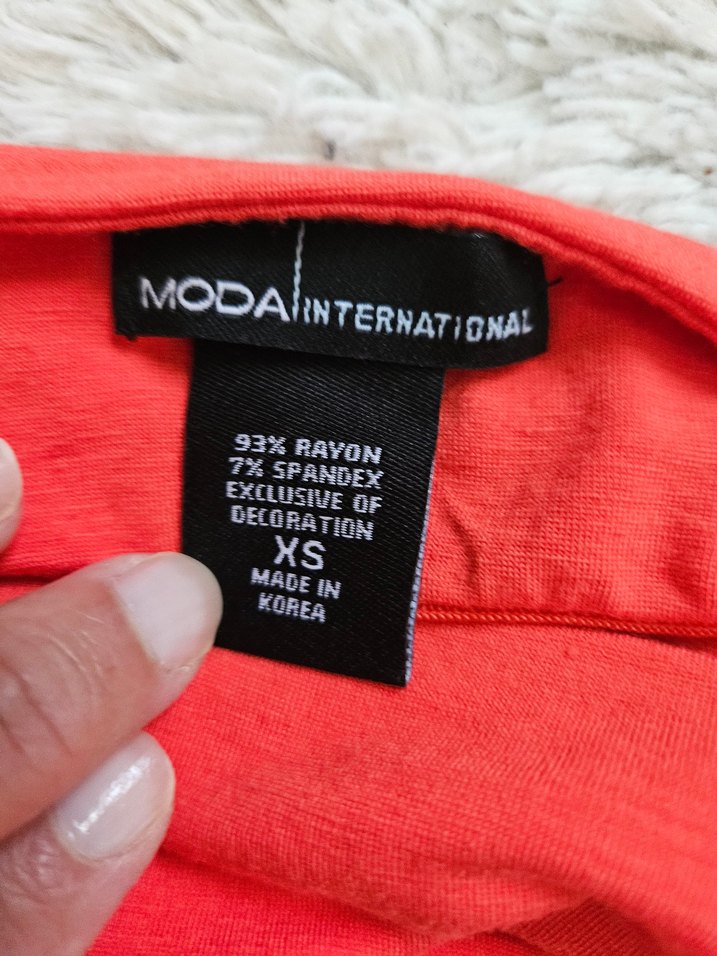 MODA INTERNATIONAL
93% RAYON
7% SPANDEX
EXCLUSIVE OF
DECORATION
XS
MADE IN
KOREA